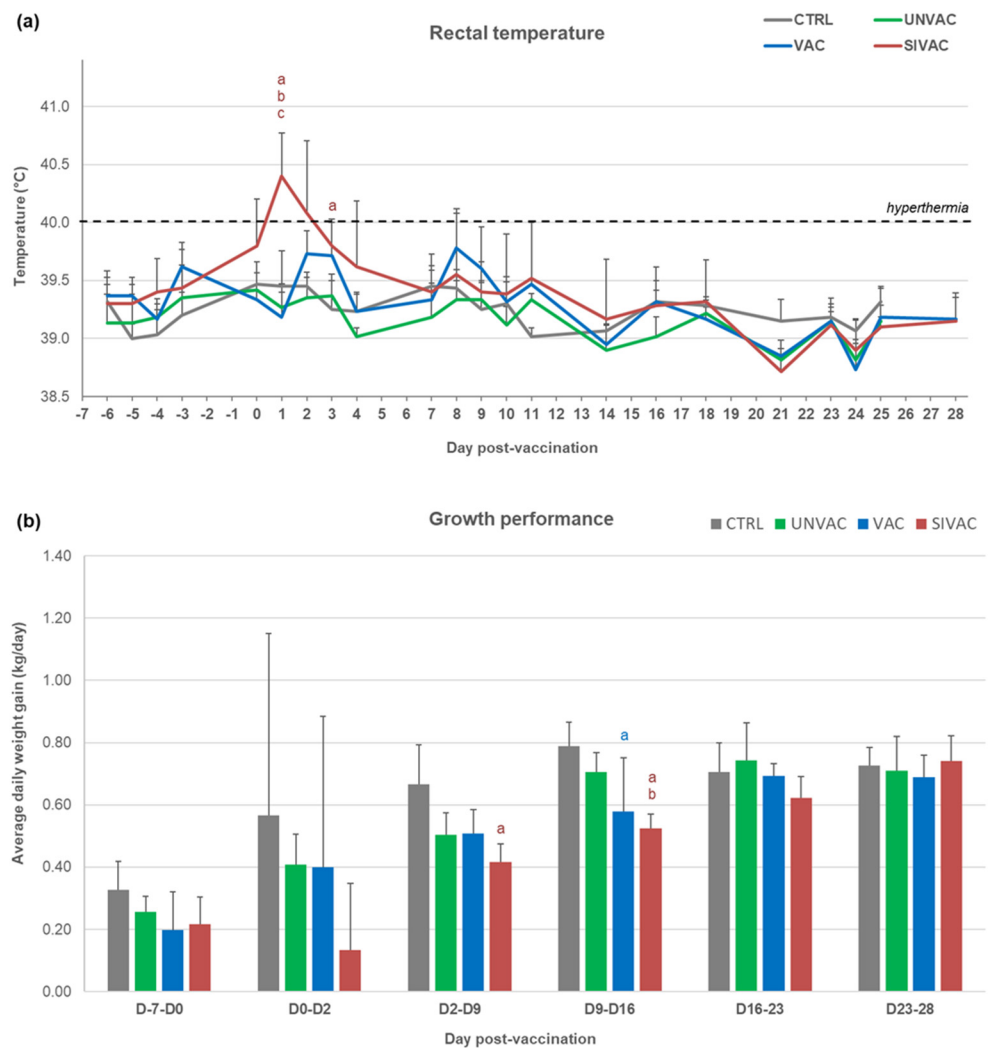 (a)
Rectal temperature
CTRL UNVAC
VAC SIVAC
a
b
c
a
hyperthermia
Temperature (°C)
41.0
40.5
40.0
39.5
39.0
38.5
-7 -6 -5 -4 -3 -2 -1 0 1 2 3 4 5 6 7 8 9 10 11 12 13 14 15 16 17 18 19 20 21 22 23 24 25 26 27 28
Day post-vaccination
(b)
Growth performance
CTRL UNVAC VAC SIVAC
Average daily weight gain (kg/day)
1.40
1.20
1.00
0.80
0.60
0.40
0.20
0.00
a
a
a
b
D-7-D0 D0-D2 D2-D9 D9-D16 D16-23 D23-28
Day post-vaccination